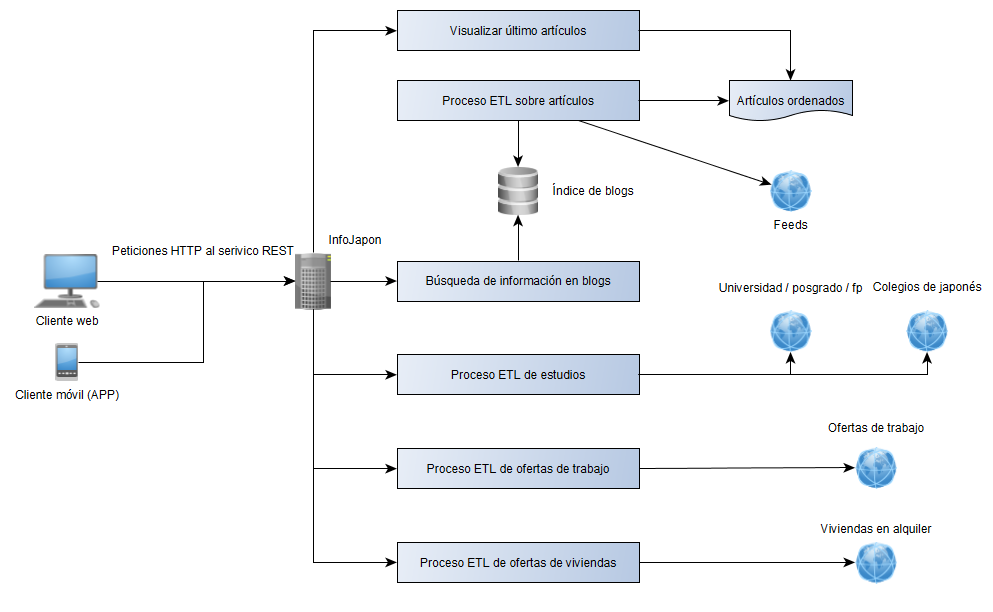 Visualizar último artículos
Proceso ETL sobre artículos
Artículos ordenados
Índice de blogs
Feeds
InfoJapon
Peticiones HTTP al serivico REST
Búsqueda de información en blogs
Universidad / posgrado / fp
Colegios de japonés
Cliente web
Proceso ETL de estudios
Cliente móvil (APP)
Ofertas de trabajo
Proceso ETL de ofertas de trabajo
Viviendas en alquiler
Proceso ETL de ofertas de viviendas